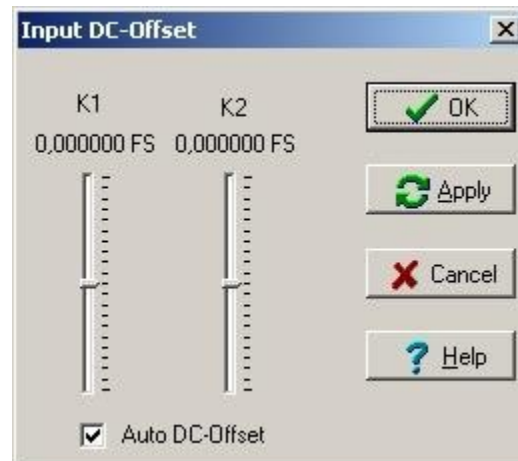 Input DC-Offset
K1 K2
0,000000 FS 0,000000 FS
OK
Apply
Cancel
Help
Auto DC-Offset